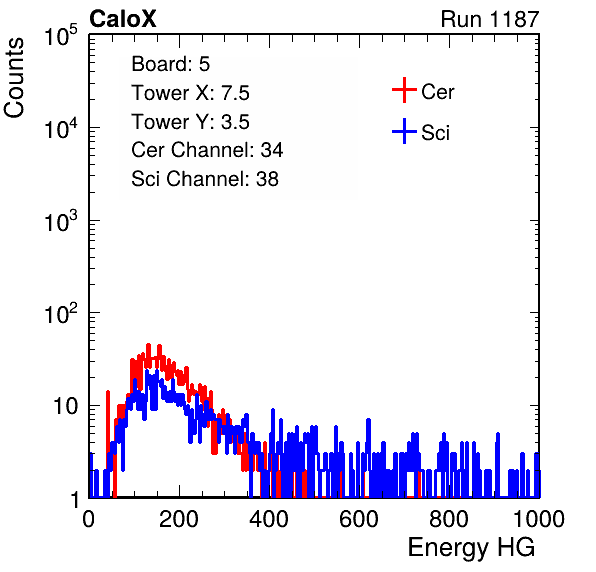 CaloX Run 1187
Counts
Board: 5
Tower X: 7.5
Tower Y: 3.5
Cer Channel: 34
Sci Channel: 38
Cer
Sci
10^5
10^4
10^3
10^2
10
1
0 200 400 600 800 1000
Energy HG